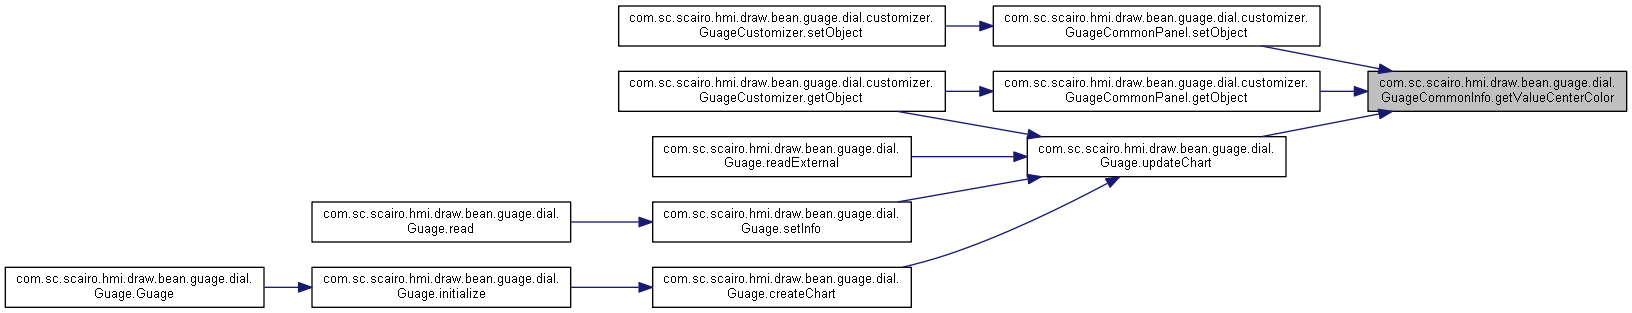 com.sc.scairo.hmi.draw.bean.guage.dial.customizer.
GuageCustomizer.setObject
com.sc.scairo.hmi.draw.bean.guage.dial.customizer.
GuageCommonPanel.setObject
com.sc.scairo.hmi.draw.bean.guage.dial.customizer.
GuageCustomizer.getObject
com.sc.scairo.hmi.draw.bean.guage.dial.customizer.
GuageCommonPanel.getObject
com.sc.scairo.hmi.draw.bean.guage.dial.
GuageCommonInfo.getValueCenterColor
com.sc.scairo.hmi.draw.bean.guage.dial.
Guage.readExternal
com.sc.scairo.hmi.draw.bean.guage.dial.
Guage.updateChart
com.sc.scairo.hmi.draw.bean.guage.dial.
Guage.read
com.sc.scairo.hmi.draw.bean.guage.dial.
Guage.setInfo
com.sc.scairo.hmi.draw.bean.guage.dial.
Guage.Guage
com.sc.scairo.hmi.draw.bean.guage.dial.
Guage.initialize
com.sc.scairo.hmi.draw.bean.guage.dial.
Guage.createChart